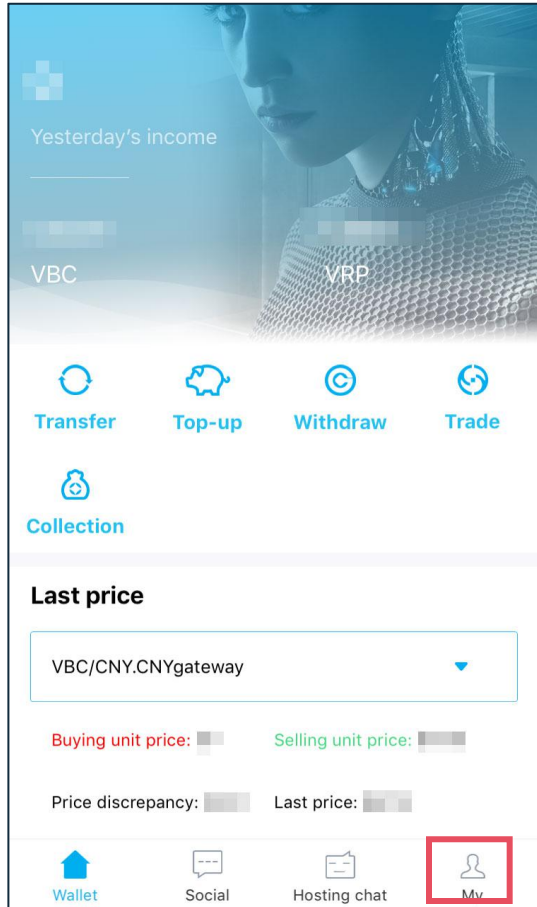 Yesterday's income
VBC VRP
Transfer Top-up Withdraw Trade
Collection
Last price
VBC/CNY.CNYgateway
Buying unit price: Selling unit price:
Price discrepancy: Last price:
Wallet Social Hosting chat My